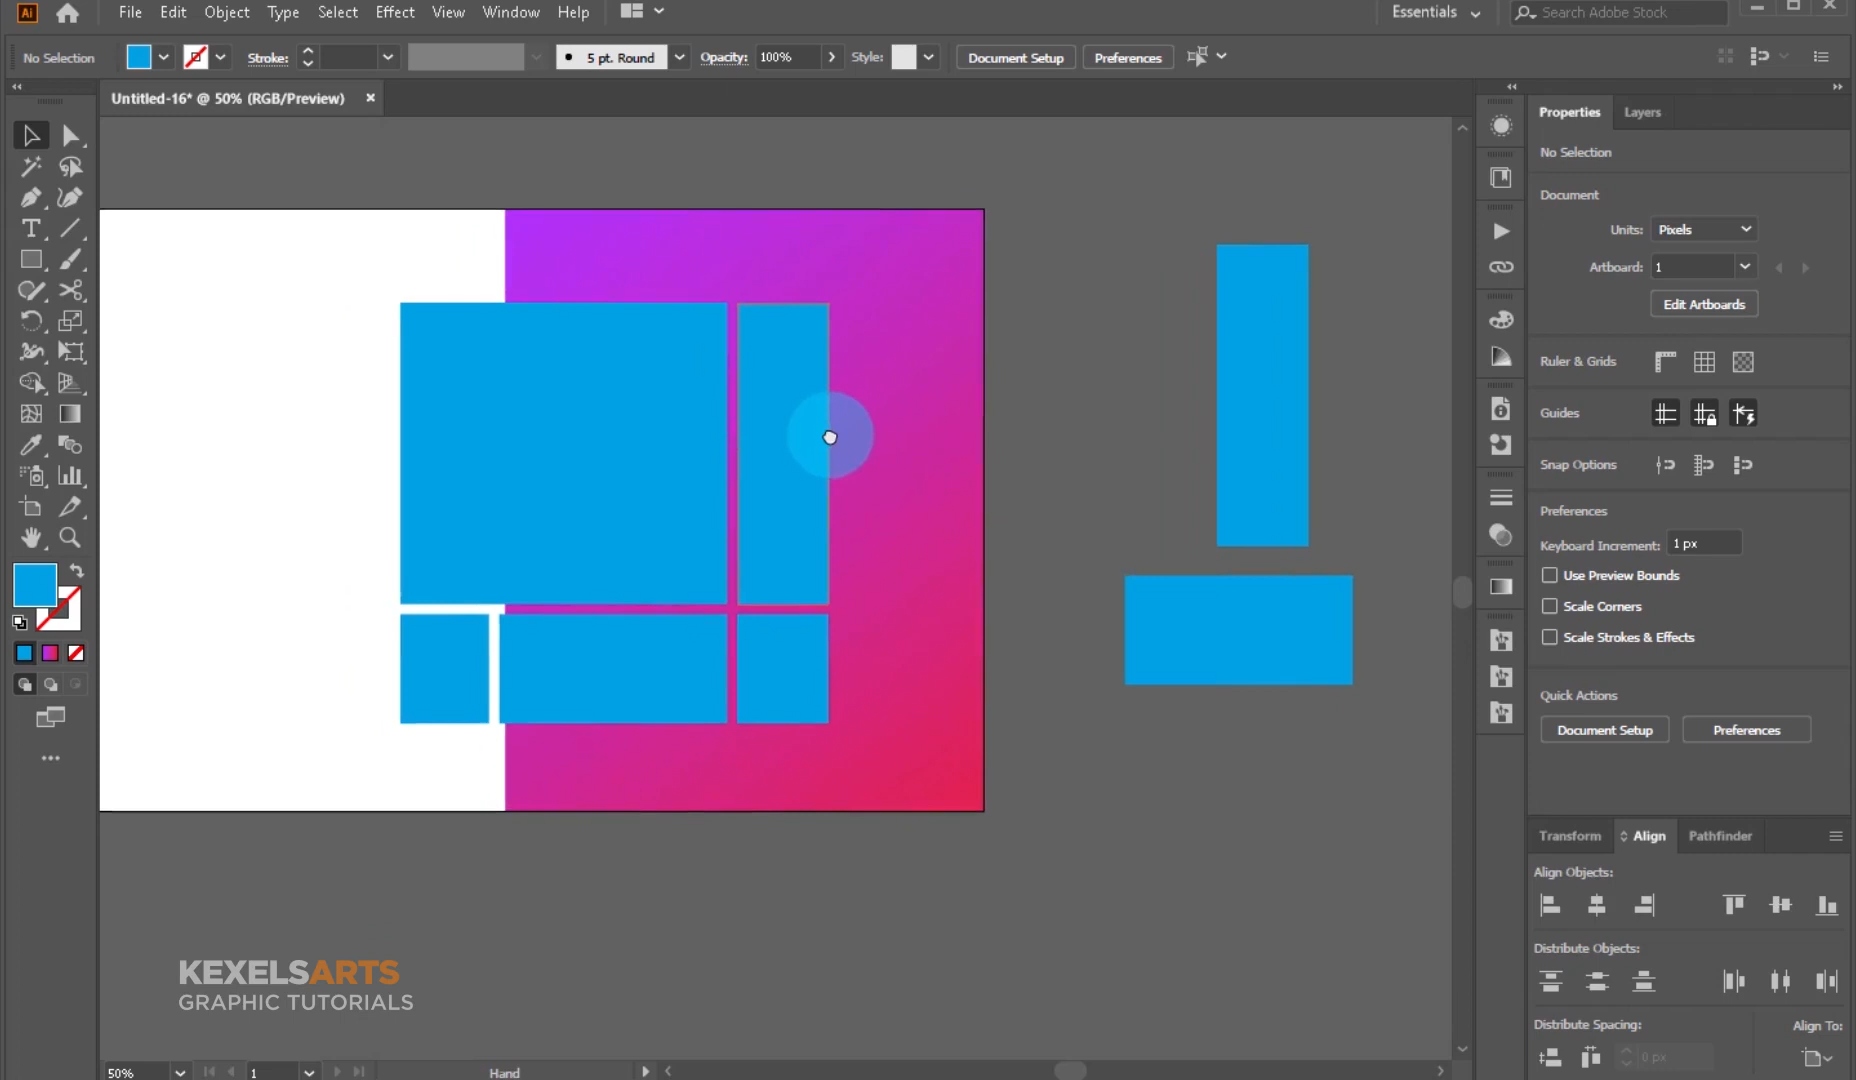 Ai File Edit Object Type Select Effect View Window Help Essentials Search Adobe Stock
No Selection Stroke: 5 pt. Round Opacity: 100% Style: Document Setup Preferences
Untitled-16* @ 50% (RGB/Preview) ×
Properties Layers
No Selection
Document
Units: Pixels
Artboard: 1
Edit Artboards
Ruler & Grids
Guides
Snap Options
Preferences
Keyboard Increment: 1 px
Use Preview Bounds
Scale Corners
Scale Strokes & Effects
Quick Actions
Document Setup Preferences
Transform Align Pathfinder
Align Objects:
Distribute Objects:
Distribute Spacing: Align To:
0 px
KEXELSARTS
GRAPHIC TUTORIALS
50% 1 Hand